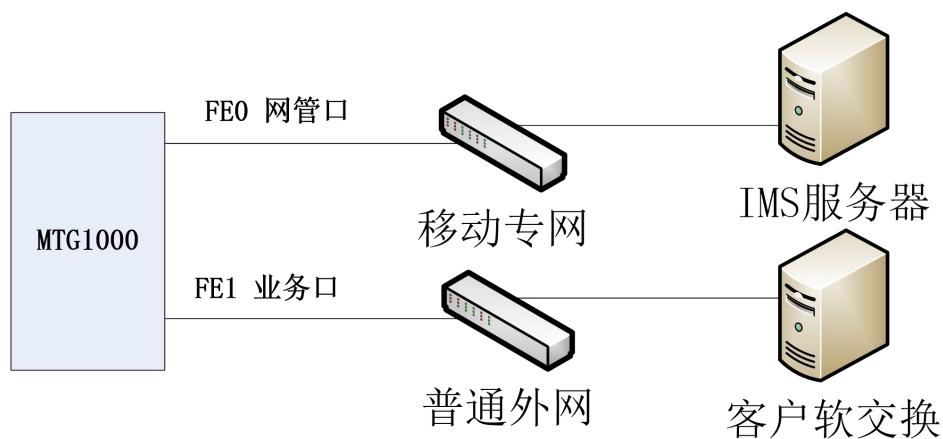 FE0 网管口
移动专网
IMS服务器
MTG1000
FE1 业务口
普通外网
客户软交换